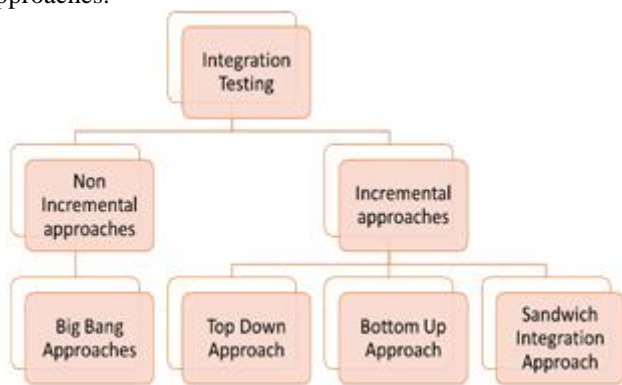 pproaches.
Integration
Testing
Non
Incremental
approaches
Incremental
approaches
Big Bang
Approaches
Top Down
Approach
Bottom Up
Approach
Sandwich
Integration
Approach